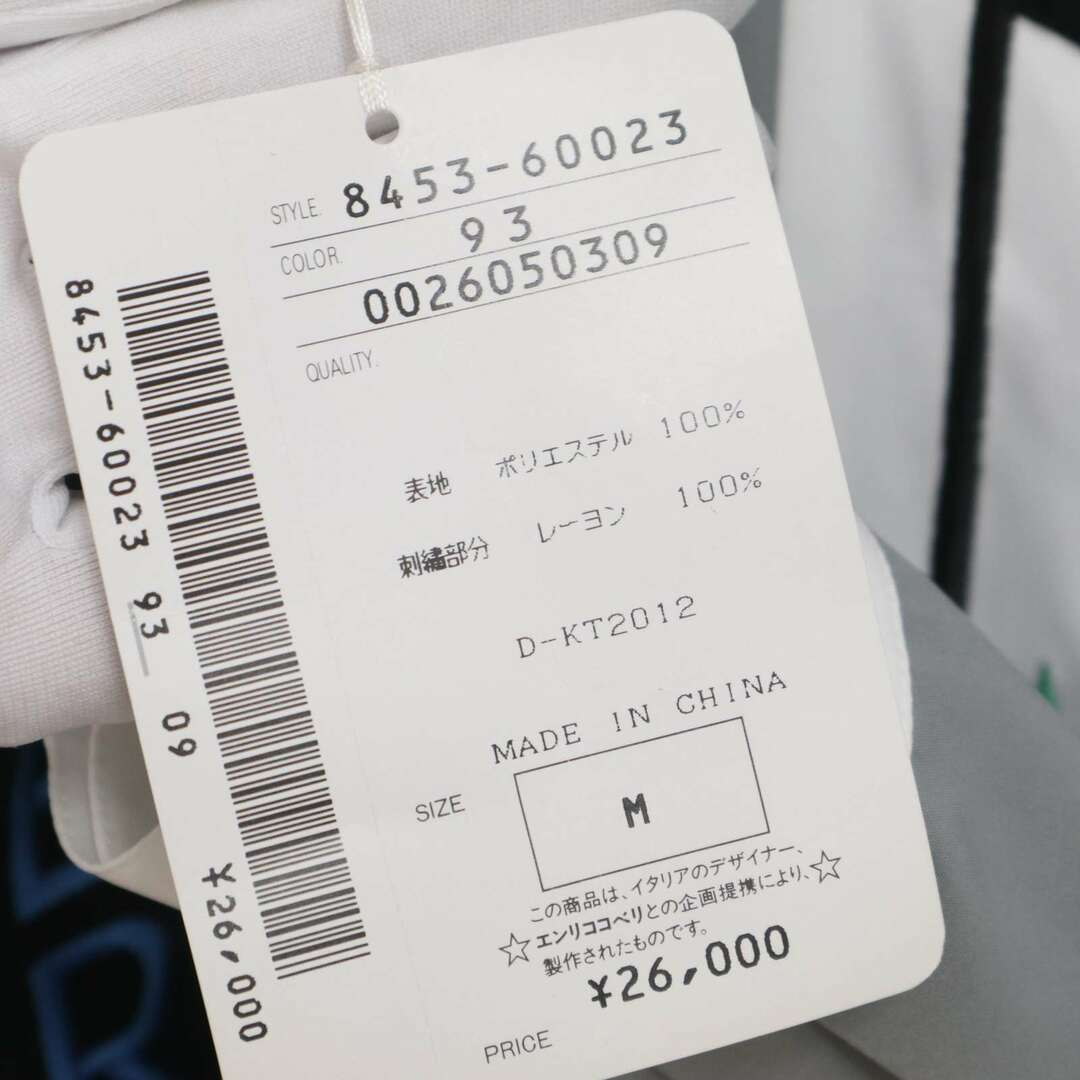 STYLE. 8453-60023
COLOR. 93
0026050309
QUALITY.
表地 ポリエステル 100%
刺繍部分 レーヨン 100%
D-KT2012
MADE IN CHINA
SIZE M
この商品は、イタリアのデザイナー、
☆エンリココベリとの企画提携により、☆
製作されたものです。
¥26,000
PRICE
8453-60023 93 09 ¥26,000
R